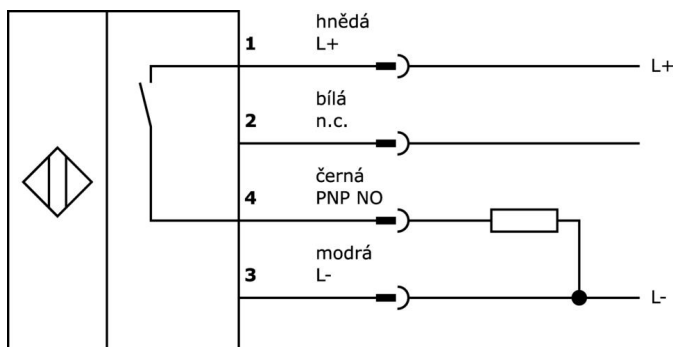 hnědá
1 L+
L+
bílá
2 n.c.
černá
4 PNP NO
modrá
3 L-
L-